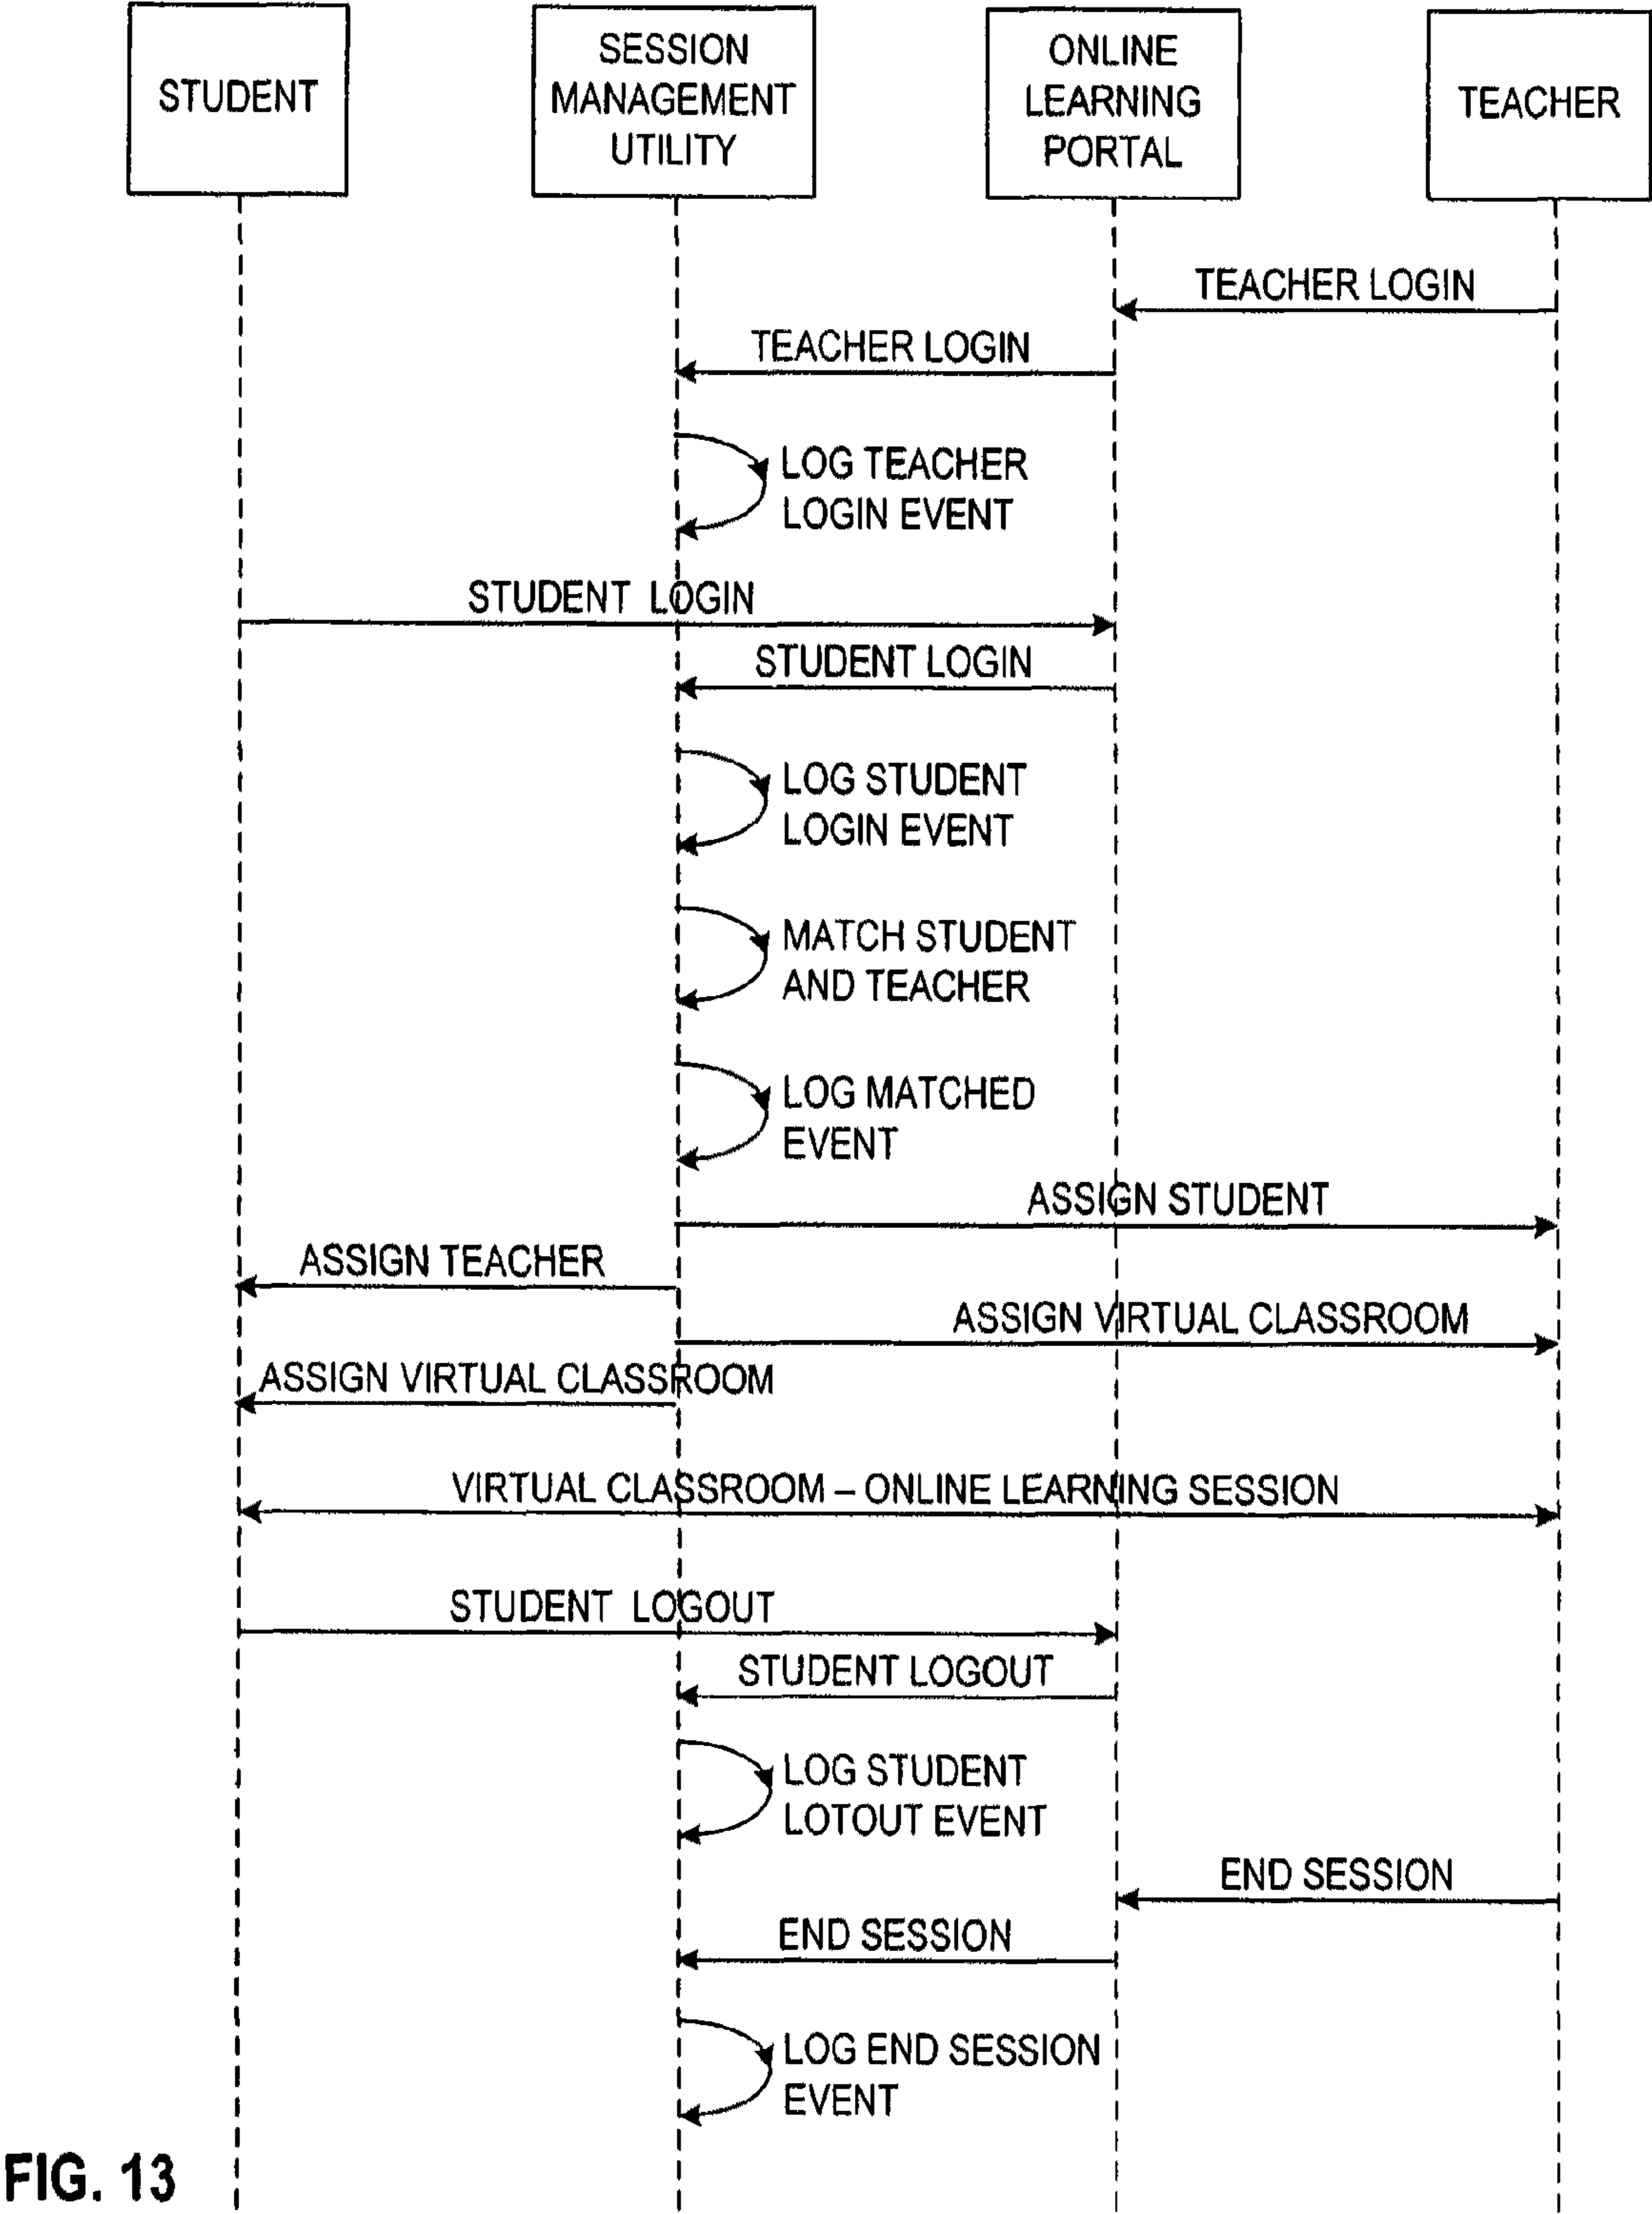 STUDENT
SESSION
MANAGEMENT
UTILITY
ONLINE
LEARNING
PORTAL
TEACHER
TEACHER LOGIN
TEACHER LOGIN
LOG TEACHER
LOGIN EVENT
STUDENT LOGIN
STUDENT LOGIN
LOG STUDENT
LOGIN EVENT
MATCH STUDENT
AND TEACHER
LOG MATCHED
EVENT
ASSIGN STUDENT
ASSIGN TEACHER
ASSIGN VIRTUAL CLASSROOM
ASSIGN VIRTUAL CLASSROOM
VIRTUAL CLASSROOM – ONLINE LEARNING SESSION
STUDENT LOGOUT
STUDENT LOGOUT
LOG STUDENT
LOTOUT EVENT
END SESSION
END SESSION
LOG END SESSION
EVENT
FIG. 13